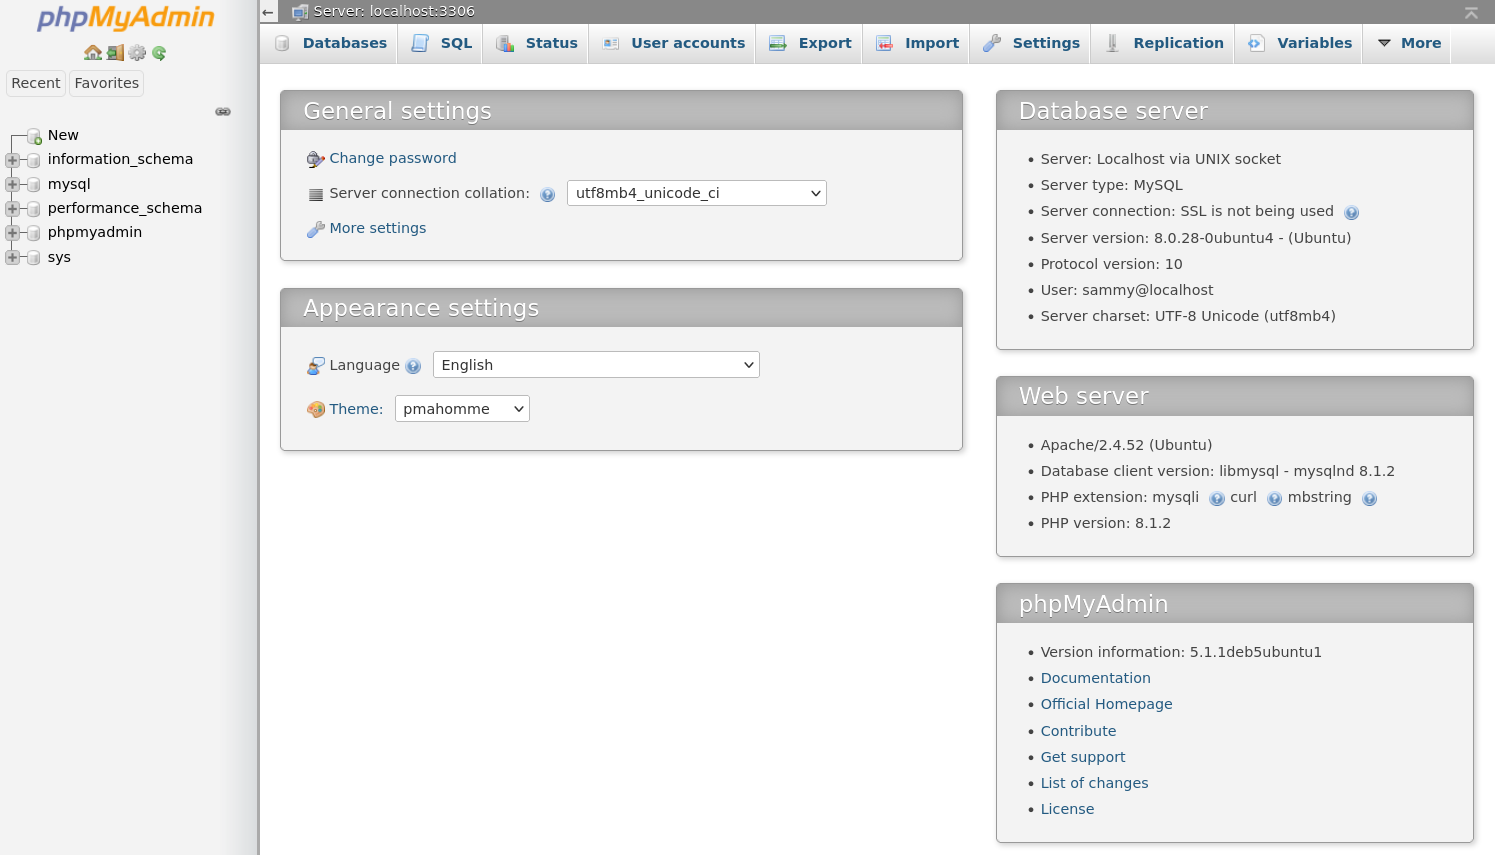 phpMyAdmin
Recent Favorites
New
information_schema
mysql
performance_schema
phpmyadmin
sys
Server: localhost:3306
Databases SQL Status User accounts Export Import Settings Replication Variables More
General settings
Change password
Server connection collation: utf8mb4_unicode_ci
More settings
Appearance settings
Language English
Theme: pmahomme
Database server
Server: Localhost via UNIX socket
Server type: MySQL
Server connection: SSL is not being used
Server version: 8.0.28-0ubuntu4 - (Ubuntu)
Protocol version: 10
User: sammy@localhost
Server charset: UTF-8 Unicode (utf8mb4)
Web server
Apache/2.4.52 (Ubuntu)
Database client version: libmysql - mysqlnd 8.1.2
PHP extension: mysqli curl mbstring
PHP version: 8.1.2
phpMyAdmin
Version information: 5.1.1deb5ubuntu1
Documentation
Official Homepage
Contribute
Get support
List of changes
License